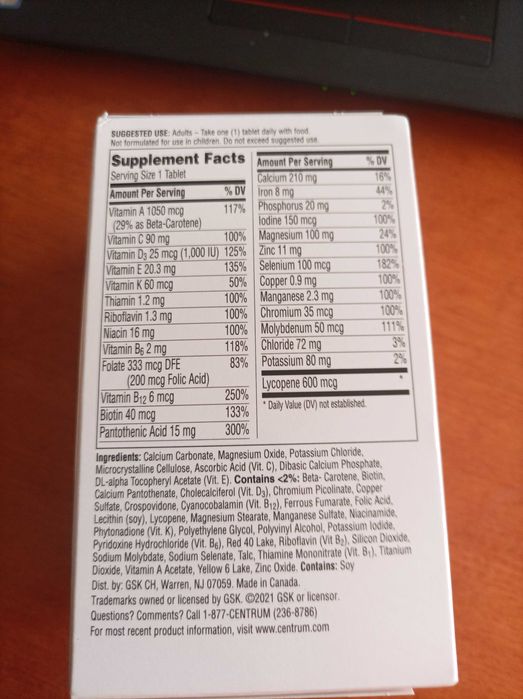 SUGGESTED USE: Adults – Take one (1) tablet daily with food.
Not formulated for use in children. Do not exceed suggested use.
Supplement Facts
Serving Size 1 Tablet
Amount Per Serving % DV
Vitamin A 1050 mcg 117%
(29% as Beta-Carotene)
Vitamin C 90 mg 100%
Vitamin D3 25 mcg (1,000 IU) 125%
Vitamin E 20.3 mg 135%
Vitamin K 60 mcg 50%
Thiamin 1.2 mg 100%
Riboflavin 1.3 mg 100%
Niacin 16 mg 100%
Vitamin B6 2 mg 118%
Folate 333 mcg DFE 83%
(200 mcg Folic Acid)
Vitamin B12 6 mcg 250%
Biotin 40 mcg 133%
Pantothenic Acid 15 mg 300%
Amount Per Serving % DV
Calcium 210 mg 16%
Iron 8 mg 44%
Phosphorus 20 mg 2%
Iodine 150 mcg 100%
Magnesium 100 mg 24%
Zinc 11 mg 100%
Selenium 100 mcg 182%
Copper 0.9 mg 100%
Manganese 2.3 mg 100%
Chromium 35 mcg 100%
Molybdenum 50 mcg 111%
Chloride 72 mg 3%
Potassium 80 mg 2%
Lycopene 600 mcg *
* Daily Value (DV) not established.
Ingredients: Calcium Carbonate, Magnesium Oxide, Potassium Chloride,
Microcrystalline Cellulose, Ascorbic Acid (Vit. C), Dibasic Calcium Phosphate,
DL-alpha Tocopheryl Acetate (Vit. E). Contains <2%: Beta- Carotene, Biotin,
Calcium Pantothenate, Cholecalciferol (Vit. D3), Chromium Picolinate, Copper
Sulfate, Crospovidone, Cyanocobalamin (Vit. B12), Ferrous Fumarate, Folic Acid,
Lecithin (soy), Lycopene, Magnesium Stearate, Manganese Sulfate, Niacinamide,
Phytonadione (Vit. K), Polyethylene Glycol, Polyvinyl Alcohol, Potassium Iodide,
Pyridoxine Hydrochloride (Vit. B6), Red 40 Lake, Riboflavin (Vit B2), Silicon Dioxide,
Sodium Molybdate, Sodium Selenate, Talc, Thiamine Mononitrate (Vit. B1), Titanium
Dioxide, Vitamin A Acetate, Yellow 6 Lake, Zinc Oxide. Contains: Soy
Dist. by: GSK CH, Warren, NJ 07059. Made in Canada.
Trademarks owned or licensed by GSK. ©2021 GSK or licensor.
Questions? Comments? Call 1-877-CENTRUM (236-8786)
For most recent product information, visit www.centrum.com